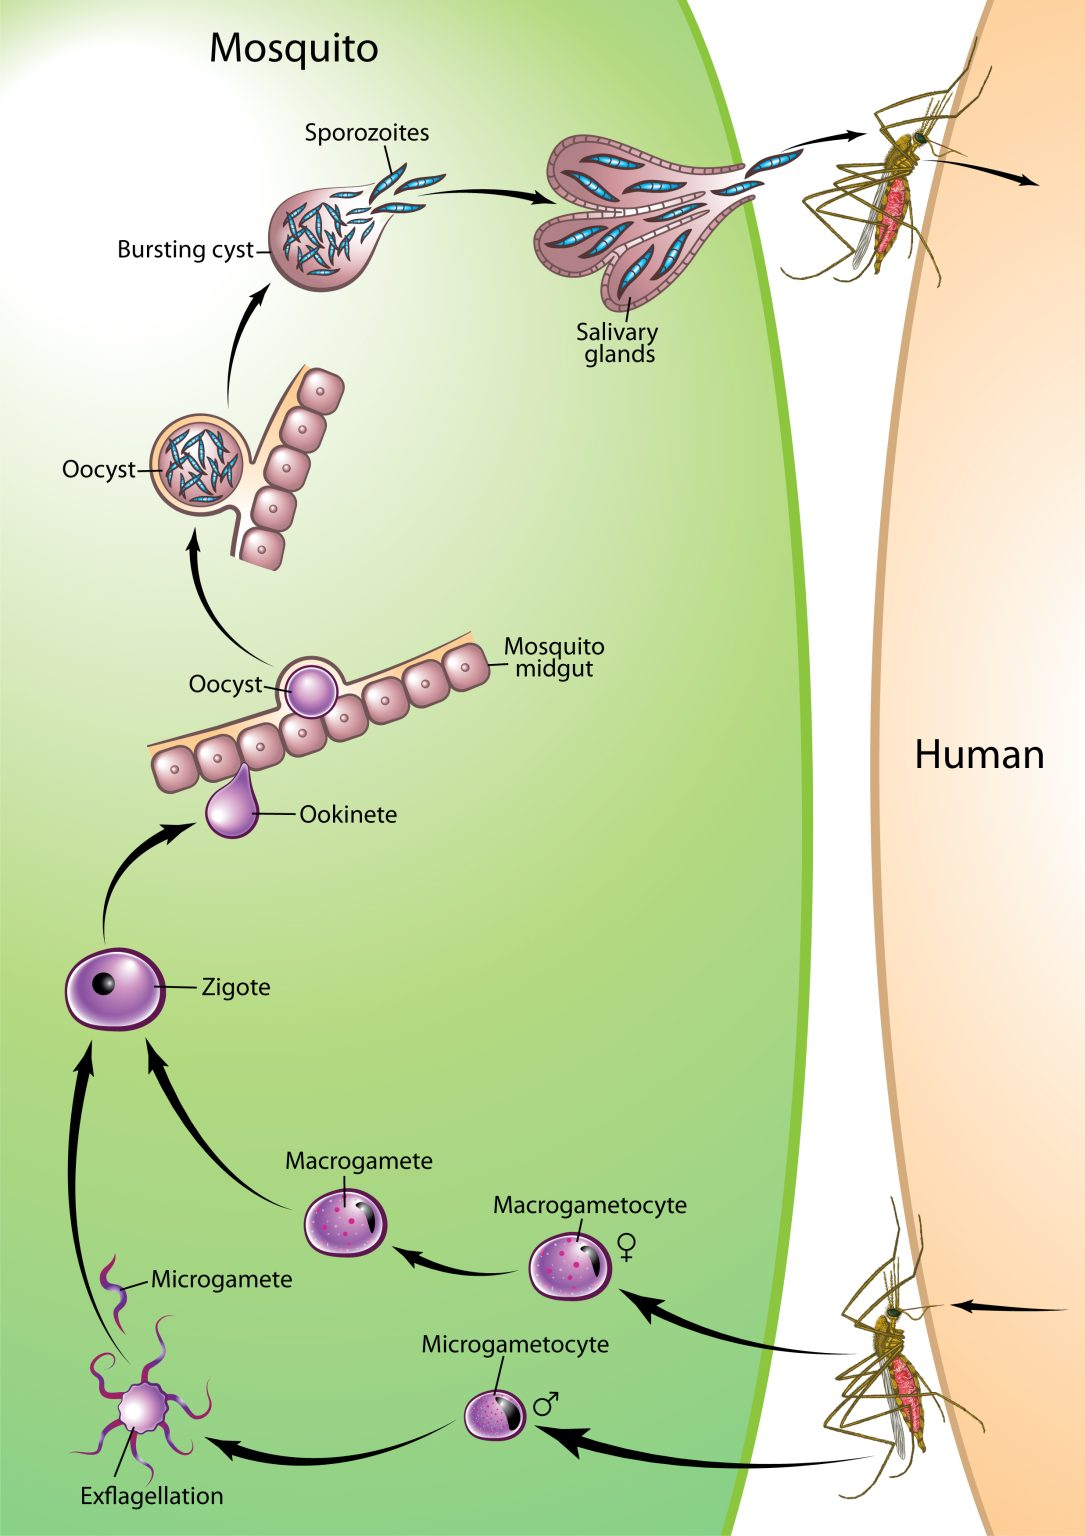 Mosquito
Sporozoites
Bursting cyst
Salivary
glands
Oocyst
Mosquito
midgut
Oocyst
Human
Ookinete
Zigote
Macrogamete
Macrogametocyte
♀
Microgamete
Microgametocyte
♂
Exflagellation